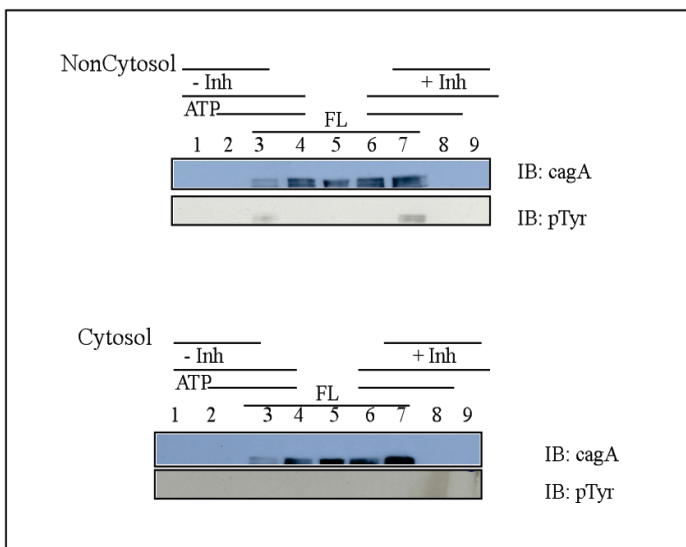 NonCytosol
- Inh + Inh
ATP
FL
1 2 3 4 5 6 7 8 9
IB: cagA
IB: pTyr
Cytosol
- Inh + Inh
ATP
FL
1 2 3 4 5 6 7 8 9
IB: cagA
IB: pTyr